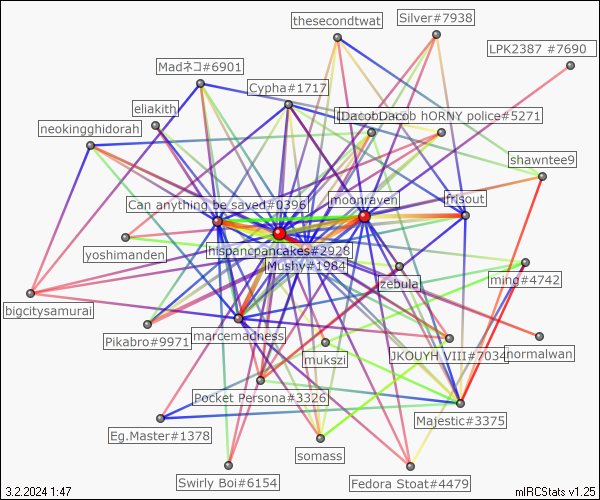 thesecondtwat
Silver#7938
LPK2387 #7690
Madネコ#6901
Cypha#1717
eliakith
hORNY police#5271
neokingghidorah
shawntee9
Can anything be saved#0396
moonraven
frisout
yoshimanden
hispancpancakes#2928
Mushy#1984
zebula
ming#4742
bigcitysamurai
Pikabro#9971
marcemadness
mukszi
JKOUYH VIII#7034
normalwan
Pocket Persona#3326
Majestic#3375
Eg.Master#1378
somass
Swirly Boi#6154
Fedora Stoat#4479
3.2.2024 1:47
mIRCStats v1.25